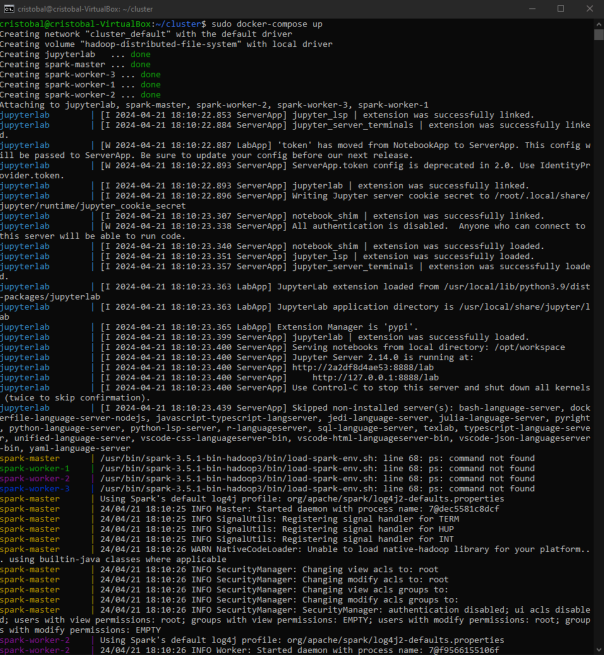 cristobal@cristobal-VirtualBox: ~/cluster
cristobal@cristobal-VirtualBox:~/cluster$ sudo docker-compose up
Creating network "cluster_default" with the default driver
Creating volume "hadoop-distributed-file-system" with local driver
Creating jupyterlab   ... done
Creating spark-master ... done
Creating spark-worker-3 ... done
Creating spark-worker-1 ... done
Creating spark-worker-2 ... done
Attaching to jupyterlab, spark-master, spark-worker-2, spark-worker-3, spark-worker-1
jupyterlab | [I 2024-04-21 18:10:22.853 ServerApp] jupyter_lsp | extension was successfully linked.
jupyterlab | [I 2024-04-21 18:10:22.884 ServerApp] jupyter_server_terminals | extension was successfully linke
d.
jupyterlab | [W 2024-04-21 18:10:22.887 LabApp] 'token' has moved from NotebookApp to ServerApp. This config w
ill be passed to ServerApp. Be sure to update your config before our next release.
jupyterlab | [W 2024-04-21 18:10:22.893 ServerApp] ServerApp.token config is deprecated in 2.0. Use IdentityPr
ovider.token.
jupyterlab | [I 2024-04-21 18:10:22.893 ServerApp] jupyterlab | extension was successfully linked.
jupyterlab | [I 2024-04-21 18:10:22.896 ServerApp] Writing Jupyter server cookie secret to /root/.local/share/
jupyter/runtime/jupyter_cookie_secret
jupyterlab | [I 2024-04-21 18:10:23.307 ServerApp] notebook_shim | extension was successfully linked.
jupyterlab | [W 2024-04-21 18:10:23.338 ServerApp] All authentication is disabled.  Anyone who can connect to
this server will be able to run code.
jupyterlab | [I 2024-04-21 18:10:23.340 ServerApp] notebook_shim | extension was successfully loaded.
jupyterlab | [I 2024-04-21 18:10:23.351 ServerApp] jupyter_lsp | extension was successfully loaded.
jupyterlab | [I 2024-04-21 18:10:23.357 ServerApp] jupyter_server_terminals | extension was successfully loade
d.
jupyterlab | [I 2024-04-21 18:10:23.363 LabApp] JupyterLab extension loaded from /usr/local/lib/python3.9/dist
-packages/jupyterlab
jupyterlab | [I 2024-04-21 18:10:23.363 LabApp] JupyterLab application directory is /usr/local/share/jupyter/l
ab
jupyterlab | [I 2024-04-21 18:10:23.365 LabApp] Extension Manager is 'pypi'.
jupyterlab | [I 2024-04-21 18:10:23.399 ServerApp] jupyterlab | extension was successfully loaded.
jupyterlab | [I 2024-04-21 18:10:23.400 ServerApp] Serving notebooks from local directory: /opt/workspace
jupyterlab | [I 2024-04-21 18:10:23.400 ServerApp] Jupyter Server 2.14.0 is running at:
jupyterlab | [I 2024-04-21 18:10:23.400 ServerApp] http://2a2df8d4ae53:8888/lab
jupyterlab | [I 2024-04-21 18:10:23.400 ServerApp]     http://127.0.0.1:8888/lab
jupyterlab | [I 2024-04-21 18:10:23.400 ServerApp] Use Control-C to stop this server and shut down all kernels
(twice to skip confirmation).
jupyterlab | [I 2024-04-21 18:10:23.439 ServerApp] Skipped non-installed server(s): bash-language-server, dock
erfile-language-server-nodejs, javascript-typescript-langserver, jedi-language-server, julia-language-server, pyright
, python-language-server, python-lsp-server, r-languageserver, sql-language-server, texlab, typescript-language-serve
r, unified-language-server, vscode-css-languageserver-bin, vscode-html-languageserver-bin, vscode-json-languageserver
-bin, yaml-language-server
spark-master | /usr/bin/spark-3.5.1-bin-hadoop3/bin/load-spark-env.sh: line 68: ps: command not found
spark-worker-1 | /usr/bin/spark-3.5.1-bin-hadoop3/bin/load-spark-env.sh: line 68: ps: command not found
spark-worker-2 | /usr/bin/spark-3.5.1-bin-hadoop3/bin/load-spark-env.sh: line 68: ps: command not found
spark-worker-3 | /usr/bin/spark-3.5.1-bin-hadoop3/bin/load-spark-env.sh: line 68: ps: command not found
spark-master | Using Spark's default log4j profile: org/apache/spark/log4j2-defaults.properties
spark-master | 24/04/21 18:10:25 INFO Master: Started daemon with process name: 7@dec5581c8dcf
spark-master | 24/04/21 18:10:25 INFO SignalUtils: Registering signal handler for TERM
spark-master | 24/04/21 18:10:25 INFO SignalUtils: Registering signal handler for HUP
spark-master | 24/04/21 18:10:25 INFO SignalUtils: Registering signal handler for INT
spark-master | 24/04/21 18:10:26 WARN NativeCodeLoader: Unable to load native-hadoop library for your platform..
. using builtin-java classes where applicable
spark-master | 24/04/21 18:10:26 INFO SecurityManager: Changing view acls to: root
spark-master | 24/04/21 18:10:26 INFO SecurityManager: Changing modify acls to: root
spark-master | 24/04/21 18:10:26 INFO SecurityManager: Changing view acls groups to:
spark-master | 24/04/21 18:10:26 INFO SecurityManager: Changing modify acls groups to:
spark-master | 24/04/21 18:10:26 INFO SecurityManager: SecurityManager: authentication disabled; ui acls disable
d; users with view permissions: root; groups with view permissions: EMPTY; users with modify permissions: root; group
s with modify permissions: EMPTY
spark-worker-2 | Using Spark's default log4j profile: org/apache/spark/log4j2-defaults.properties
spark-worker-2 | 24/04/21 18:10:26 INFO Worker: Started daemon with process name: 7@f9566155106f